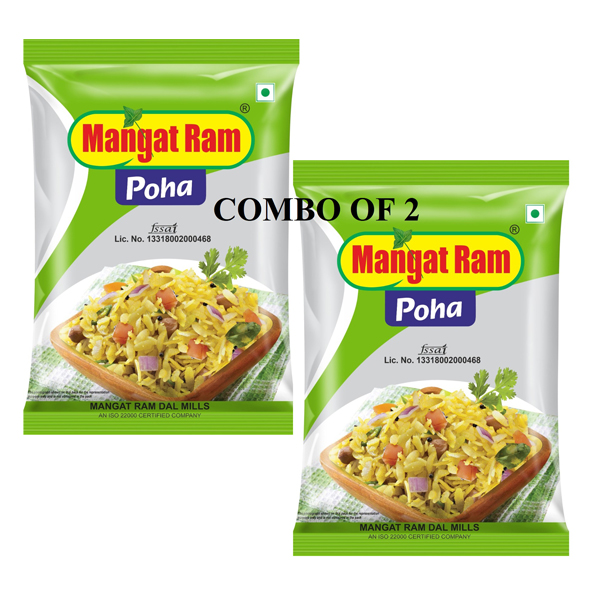 Mangat Ram
®
Poha
fssai
Lic. No. 13318002000468
MANGAT RAM DAL MILLS
AN ISO 22000 CERTIFIED COMPANY
COMBO OF 2
Mangat Ram
®
Poha
fssai
Lic. No. 13318002000468
MANGAT RAM DAL MILLS
AN ISO 22000 CERTIFIED COMPANY